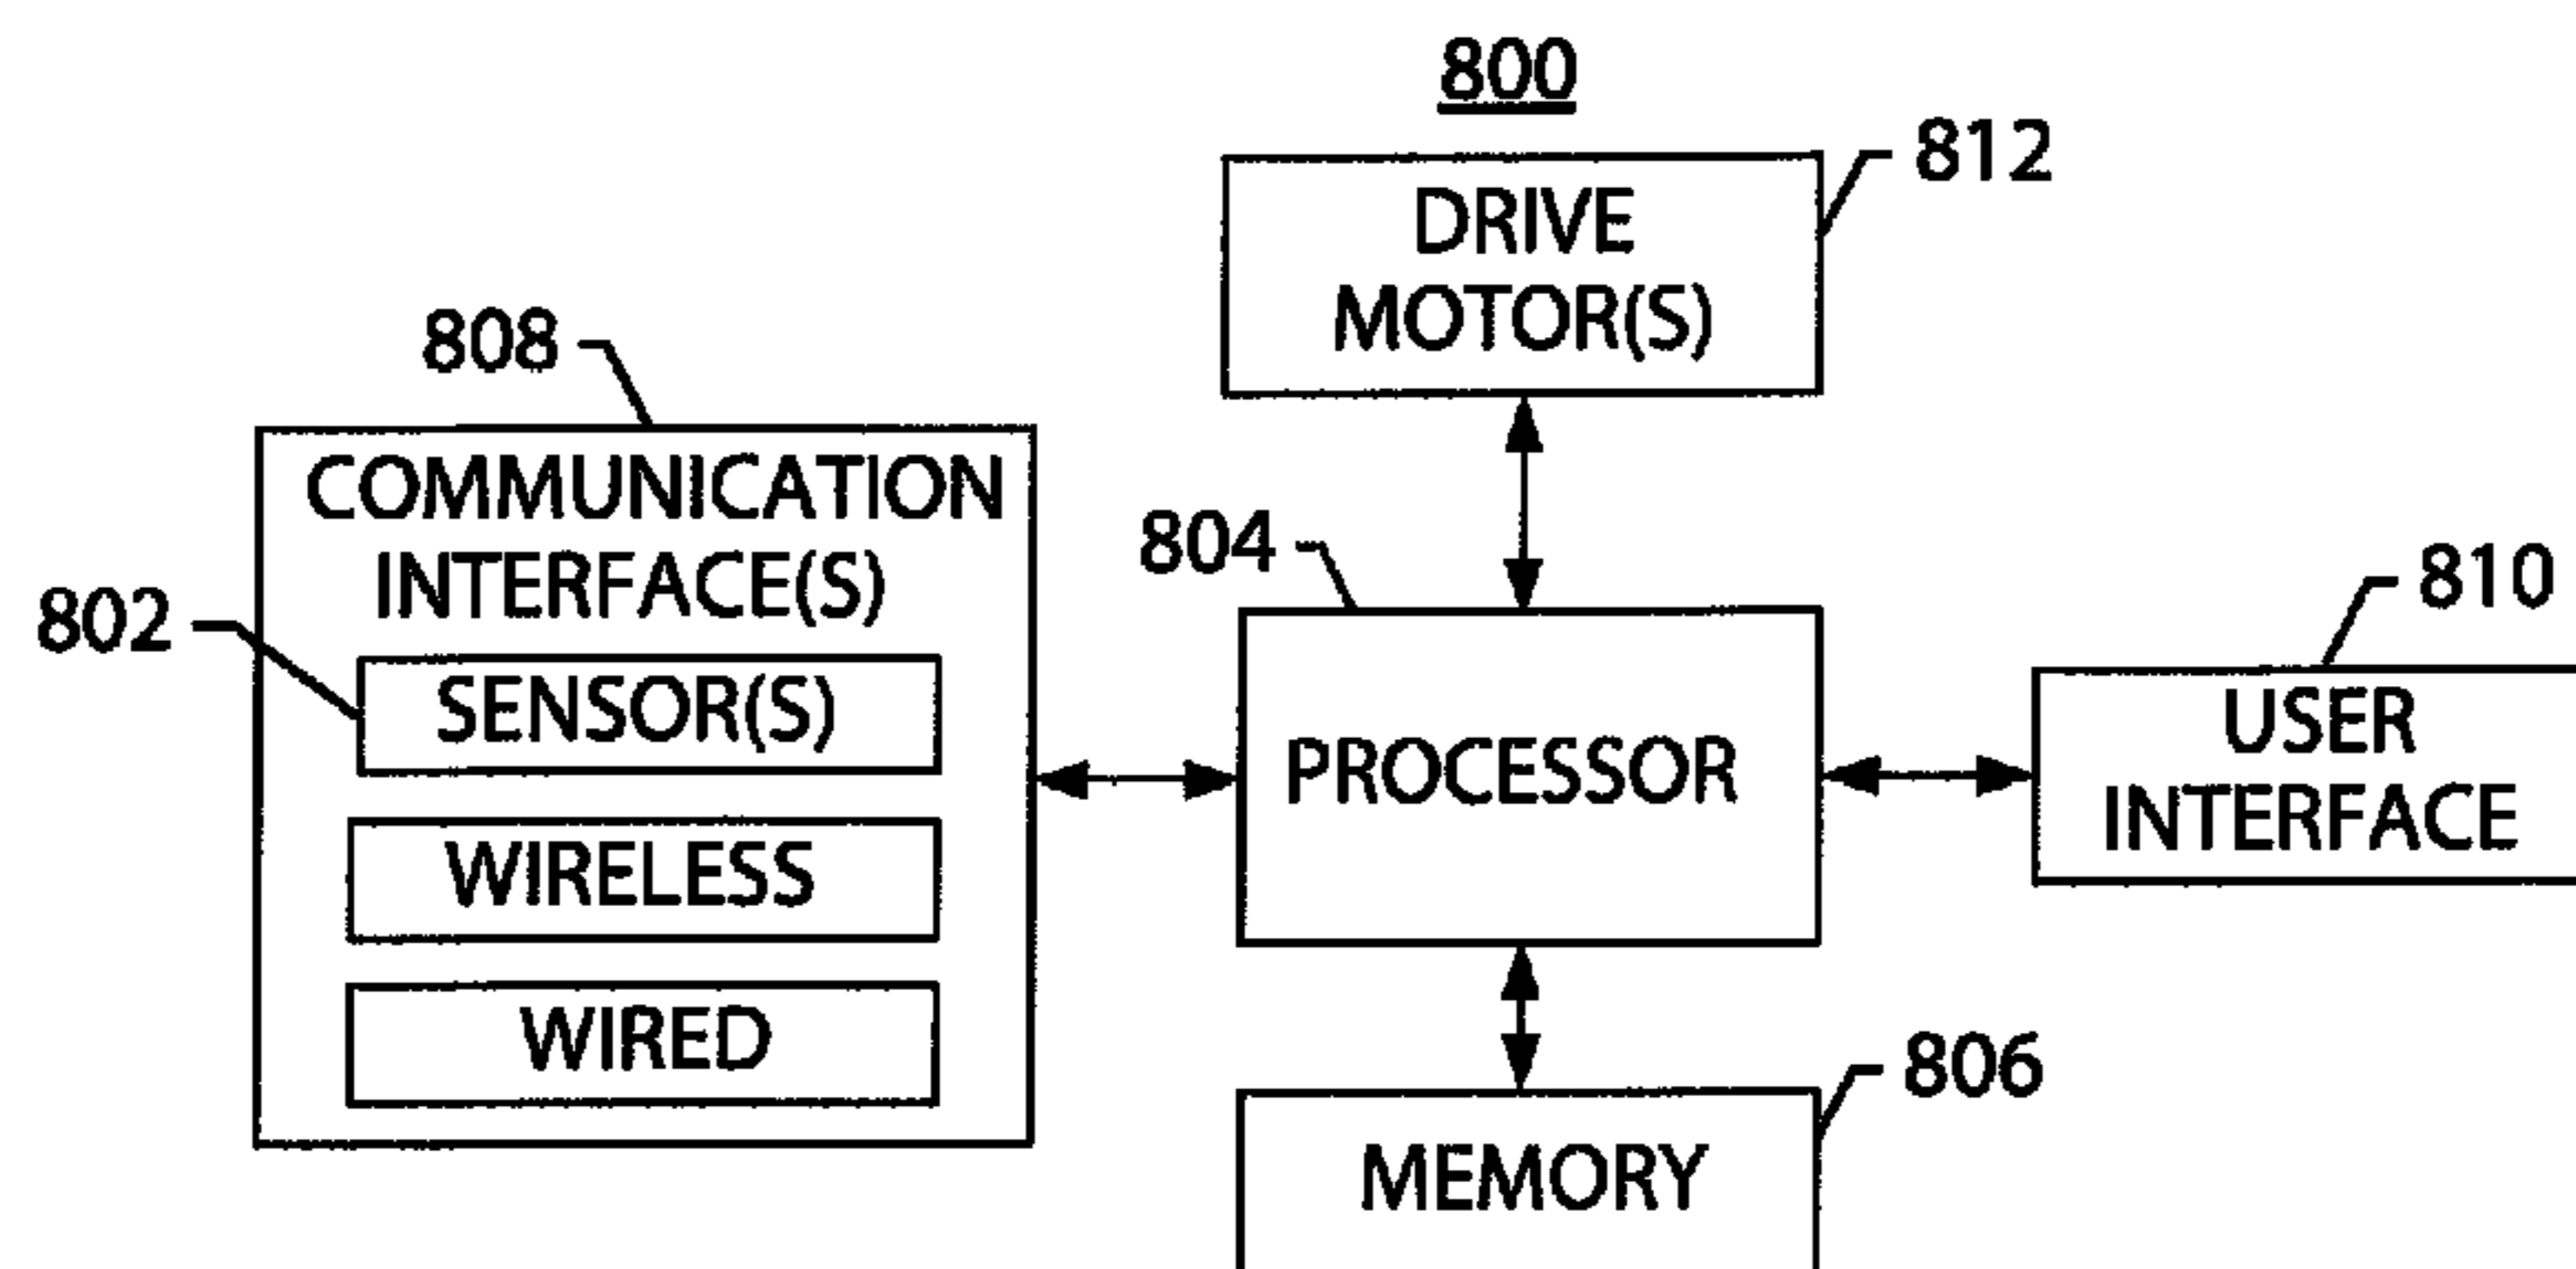 800
812
DRIVE
MOTOR(S)
808
COMMUNICATION
INTERFACE(S)
802
SENSOR(S)
WIRELESS
WIRED
804
PROCESSOR
810
USER
INTERFACE
806
MEMORY